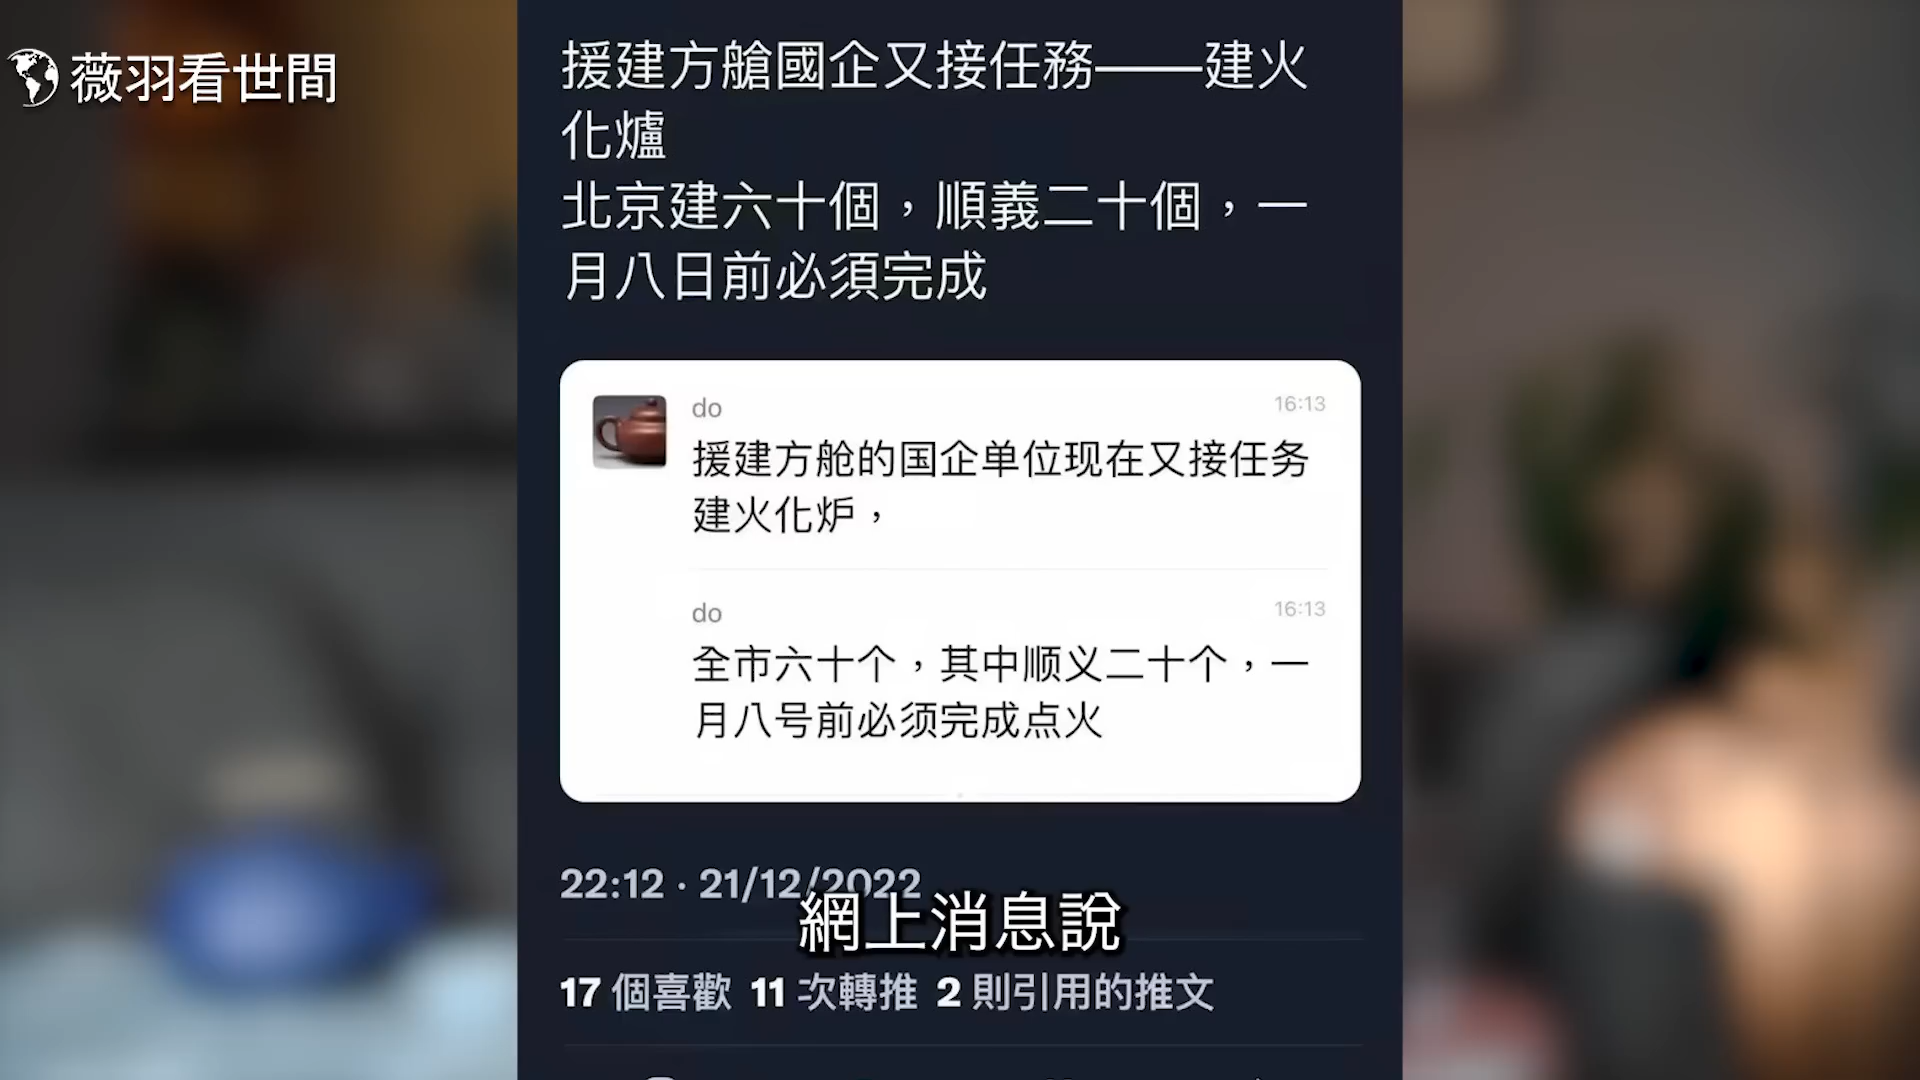 薇羽看世間
援建方艙國企又接任務——建火
化爐
北京建六十個，順義二十個，一
月八日前必須完成
do
16:13
援建方舱的国企单位现在又接任务
建火化炉，
do
16:13
全市六十个，其中顺义二十个，一
月八号前必须完成点火
22:12 · 21/12/2022
網上消息說
17 個喜歡 11 次轉推 2 則引用的推文